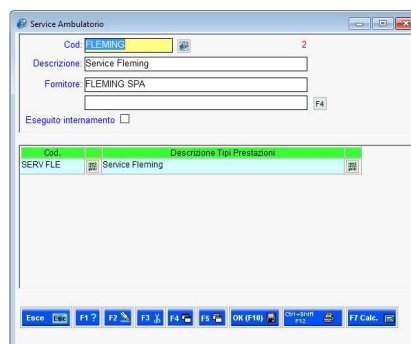 Service Ambulatorio
Cod: FLEMING 2
Descrizione: Service Fleming
Fornitore: FLEMING SPA
F4
Eseguito internamento
Cod. Descrizione Tipi Prestazioni
SERV FLE Service Fleming
Esce Esc F1 ? F2 F3 F4 F5 OK (F10) Ctrl+Shift F12 F7 Calc.